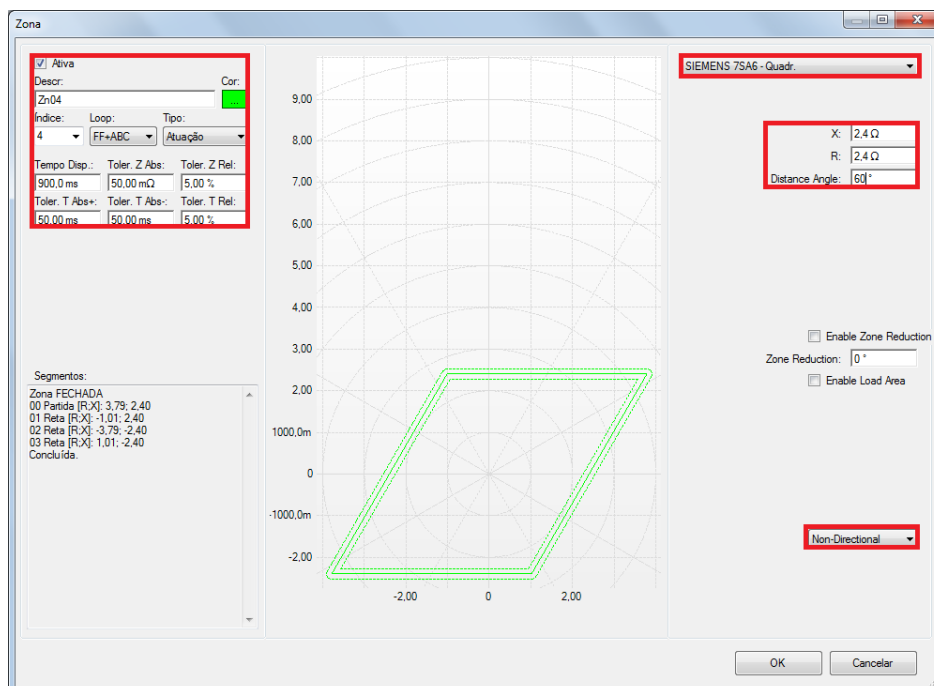 Zona
Ativa
Descr: Cor:
Zn04 ...
Índice: Loop: Tipo:
4 FF+ABC Atuação
Tempo Disp.: Toler. Z Abs: Toler. Z Rel:
900,0 ms 50,00 mΩ 5,00 %
Toler. T Abs+: Toler. T Abs-: Toler. T Rel:
50,00 ms 50,00 ms 5,00 %
Segmentos:
Zona FECHADA
00 Partida [R;X]: 3,79; 2,40
01 Reta [R;X]: -1,01; 2,40
02 Reta [R;X]: -3,79; -2,40
03 Reta [R;X]: 1,01; -2,40
Concluída.
9,00
8,00
7,00
6,00
5,00
4,00
3,00
2,00
1000,0m
0
-1000,0m
-2,00
-2,00 0 2,00
SIEMENS 7SA6 - Quadr.
X: 2,4 Ω
R: 2,4 Ω
Distance Angle: 60 °
Enable Zone Reduction
Zone Reduction: 0 °
Enable Load Area
Non-Directional
OK Cancelar